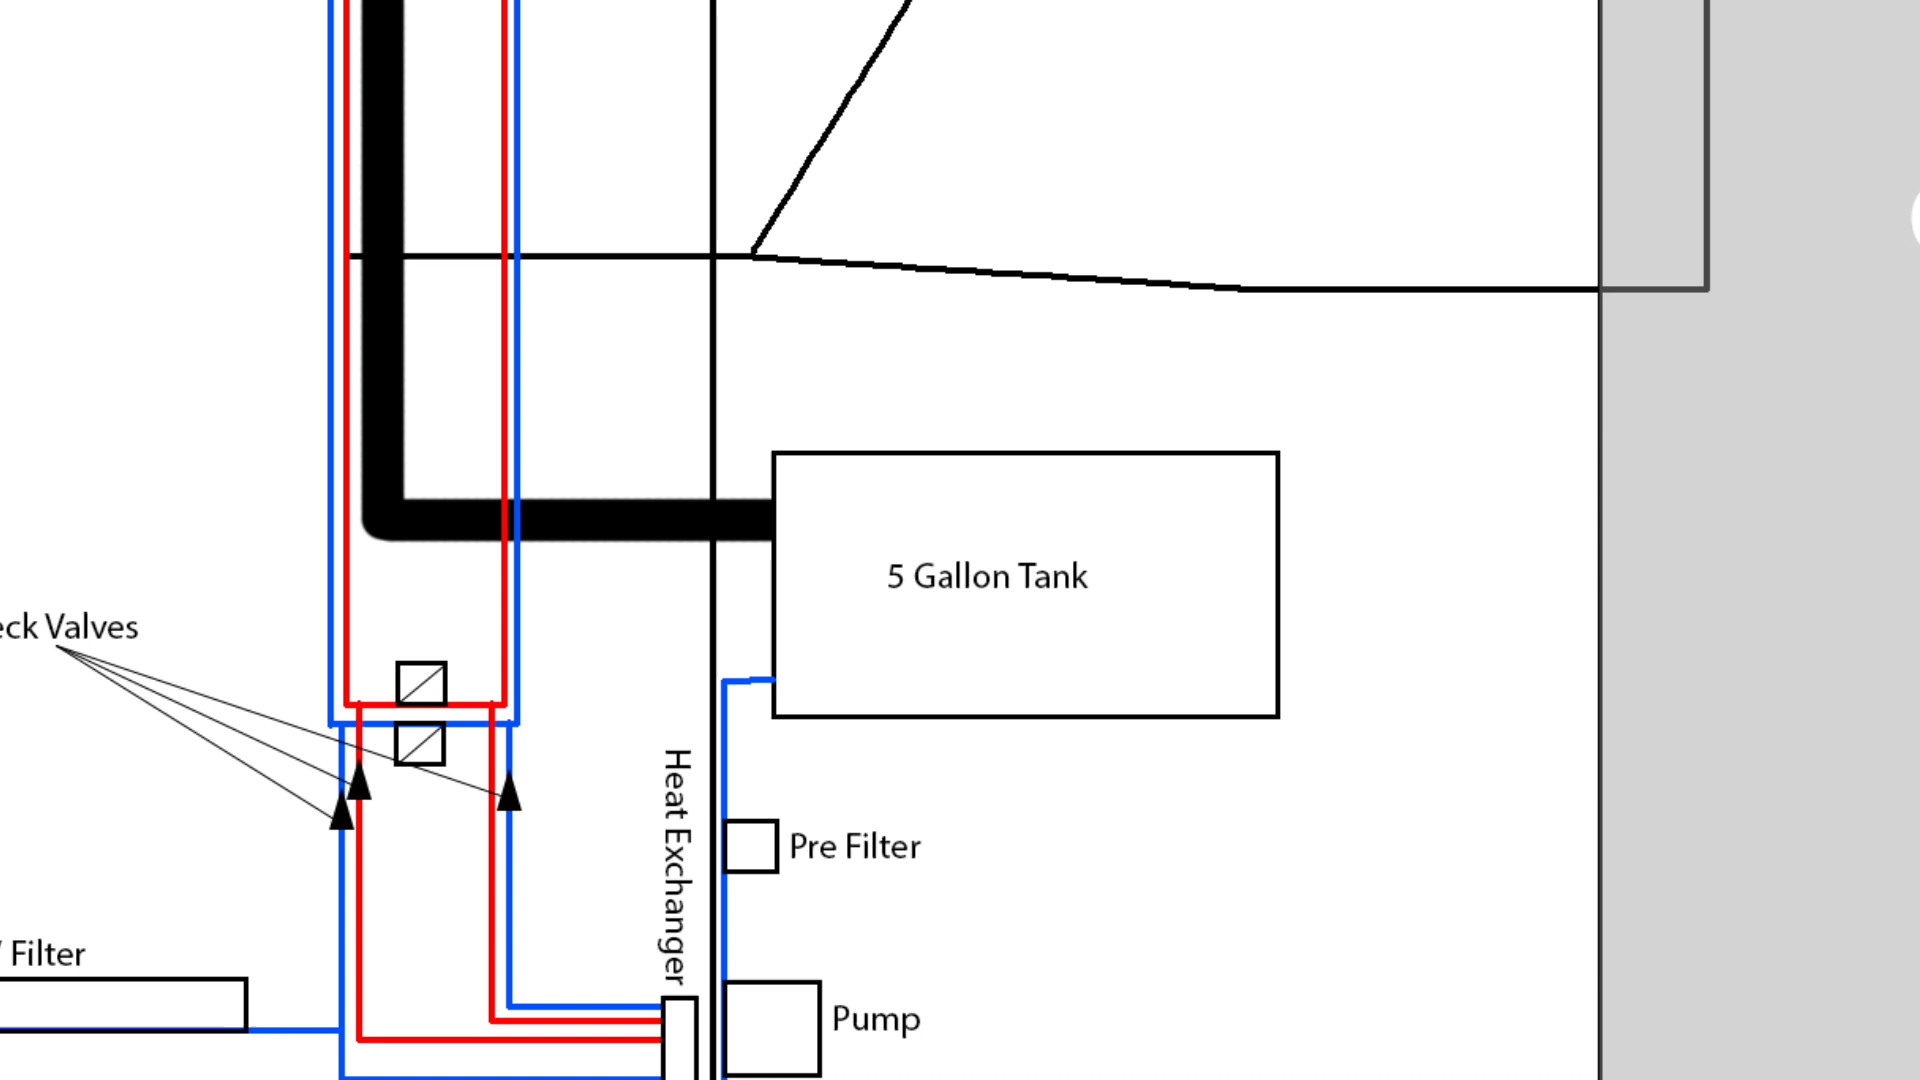 5 Gallon Tank
eck Valves
Heat Exchanger
Pre Filter
Filter
Pump